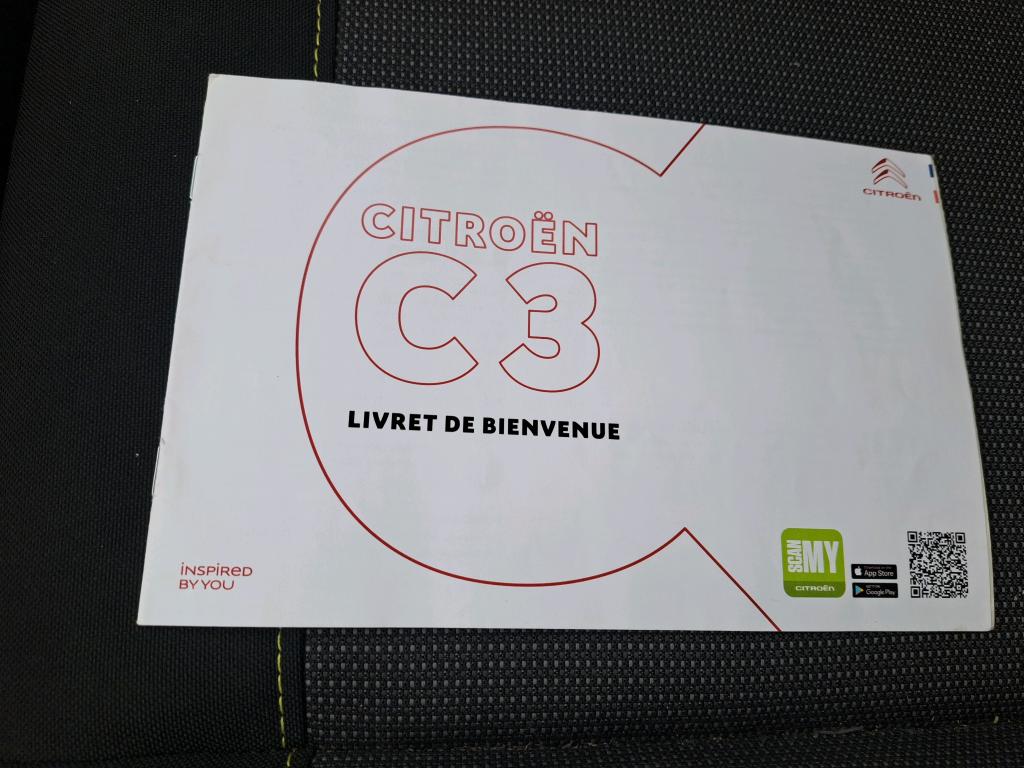 CITROËN
CITROËN
C3
LIVRET DE BIENVENUE
INSPIRED
BY YOU
SCAN
MY
CITROËN
App Store
Google Play